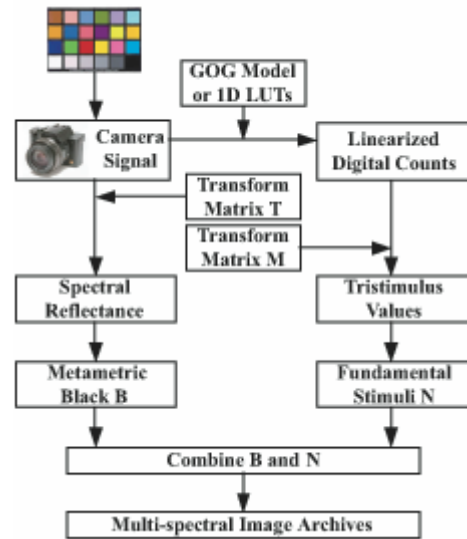 GOG Model
or 1D LUTs
Camera
Signal
Linearized
Digital Counts
Transform
Matrix T
Transform
Matrix M
Spectral
Reflectance
Tristimulus
Values
Metametric
Black B
Fundamental
Stimuli N
Combine B and N
Multi-spectral Image Archives